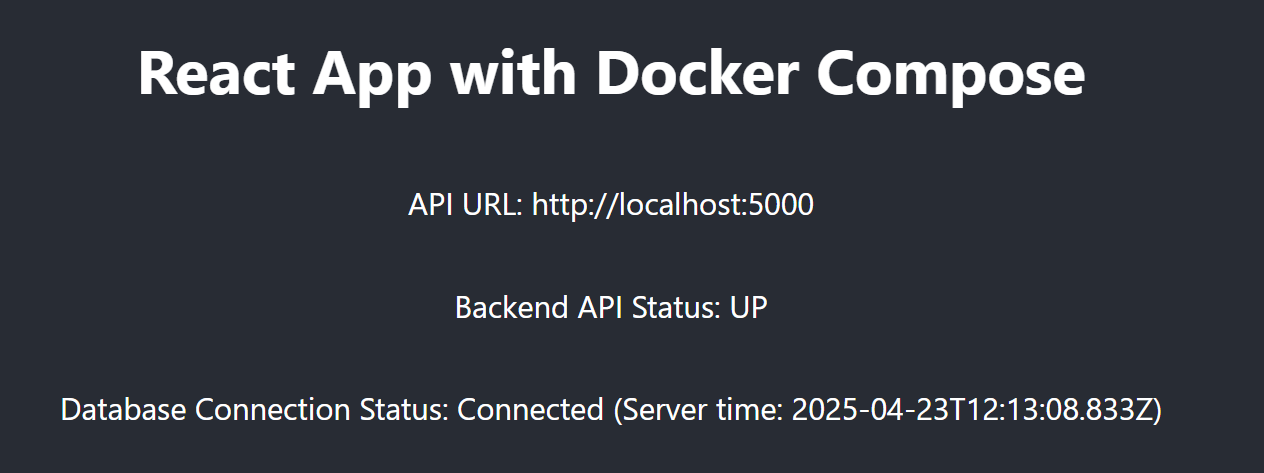 React App with Docker Compose
API URL: http://localhost:5000
Backend API Status: UP
Database Connection Status: Connected (Server time: 2025-04-23T12:13:08.833Z)